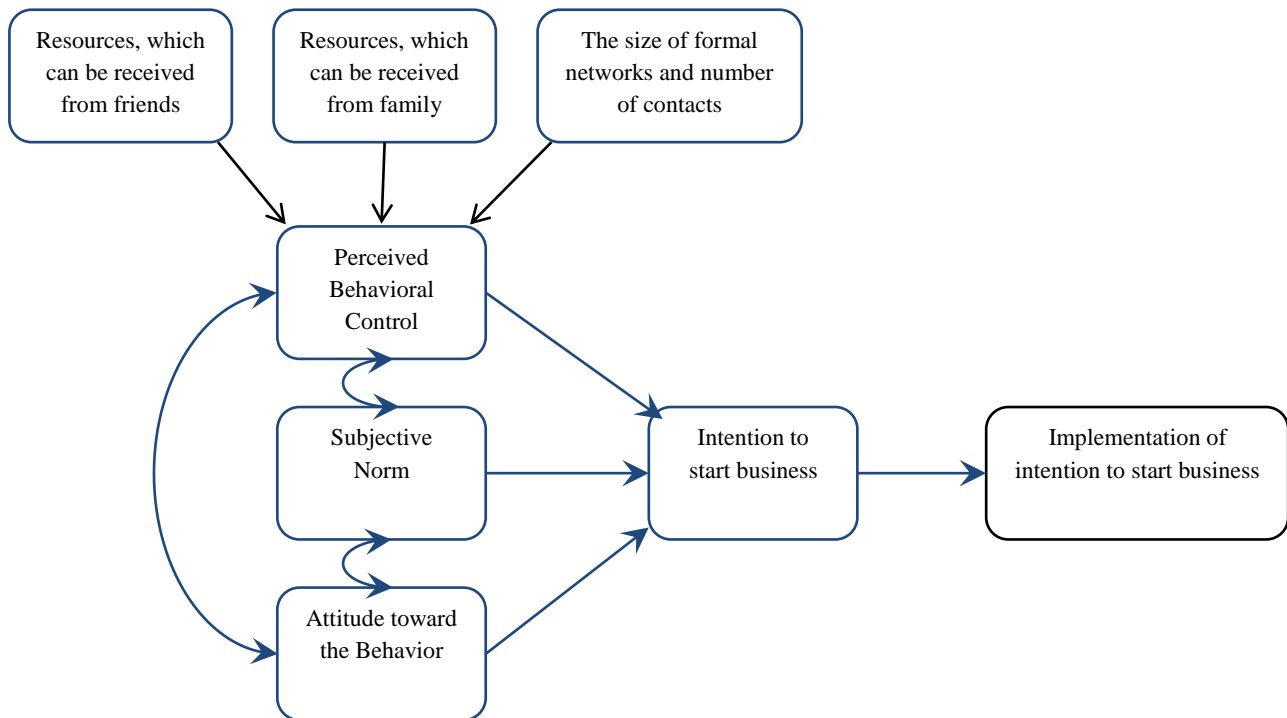 Resources, which
can be received
from friends
Resources, which
can be received
from family
The size of formal
networks and number
of contacts
Perceived
Behavioral
Control
Subjective
Norm
Intention to
start business
Implementation of
intention to start business
Attitude toward
the Behavior